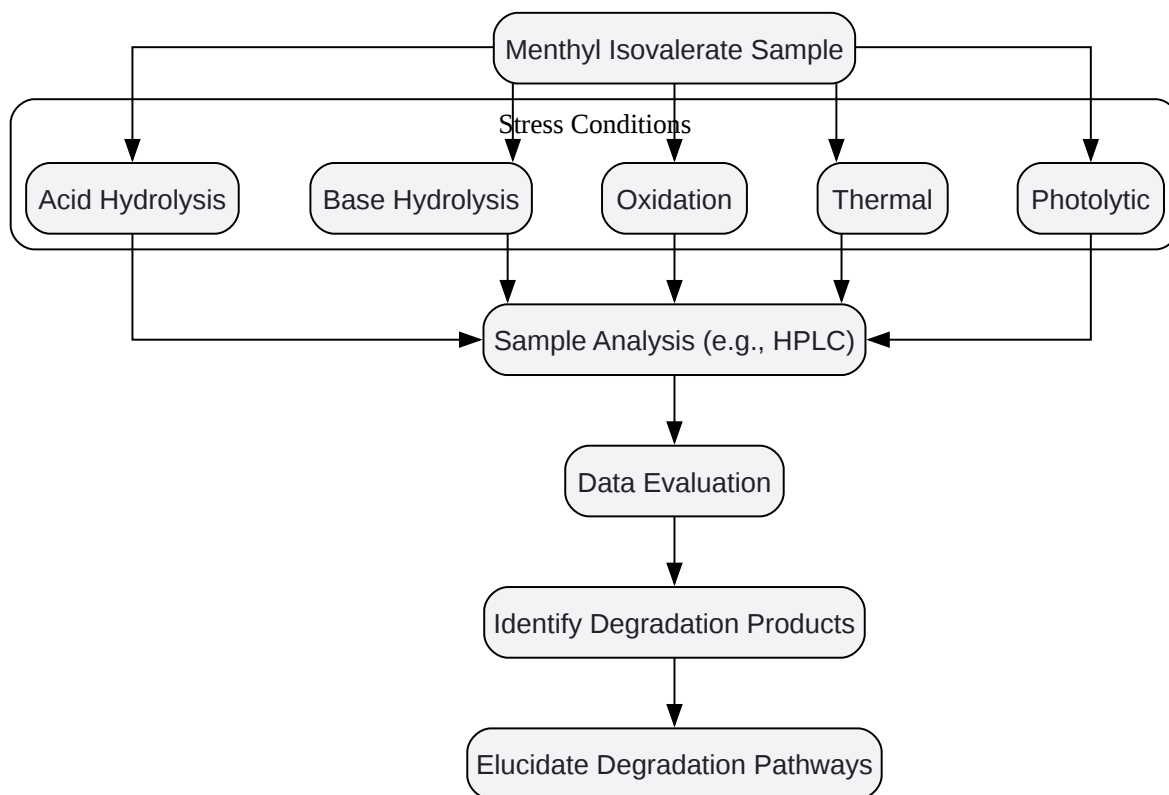 Menthyl Isovalerate Sample
Stress Conditions
Acid Hydrolysis
Base Hydrolysis
Oxidation
Thermal
Photolytic
Sample Analysis (e.g., HPLC)
Data Evaluation
Identify Degradation Products
Elucidate Degradation Pathways